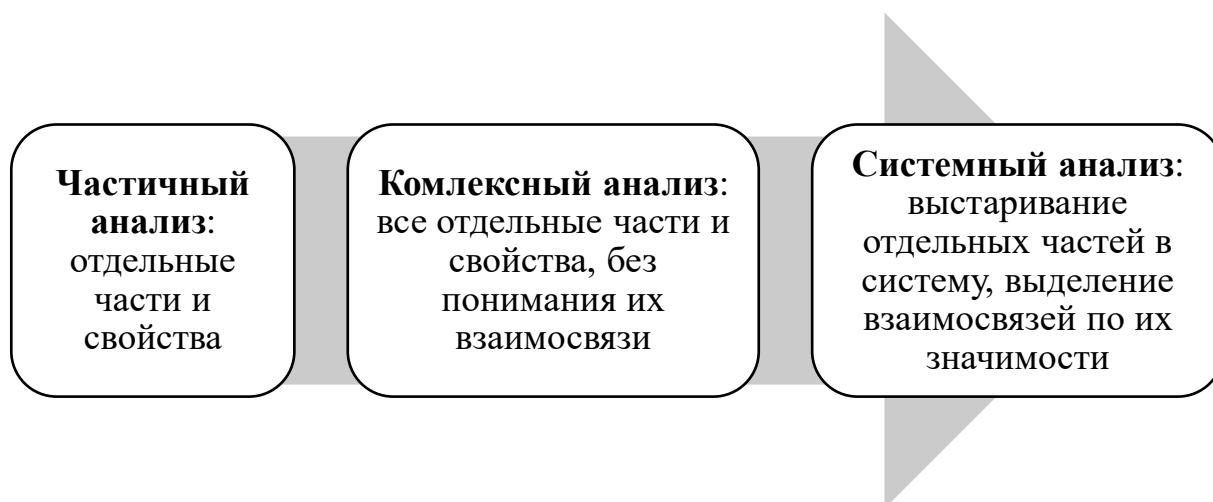 Частичный
анализ:
отдельные
части и
свойства
Комлексный анализ:
все отдельные части и
свойства, без
понимания их
взаимосвязи
Системный анализ:
выстаривание
отдельных частей в
систему, выделение
взаимосвязей по их
значимости